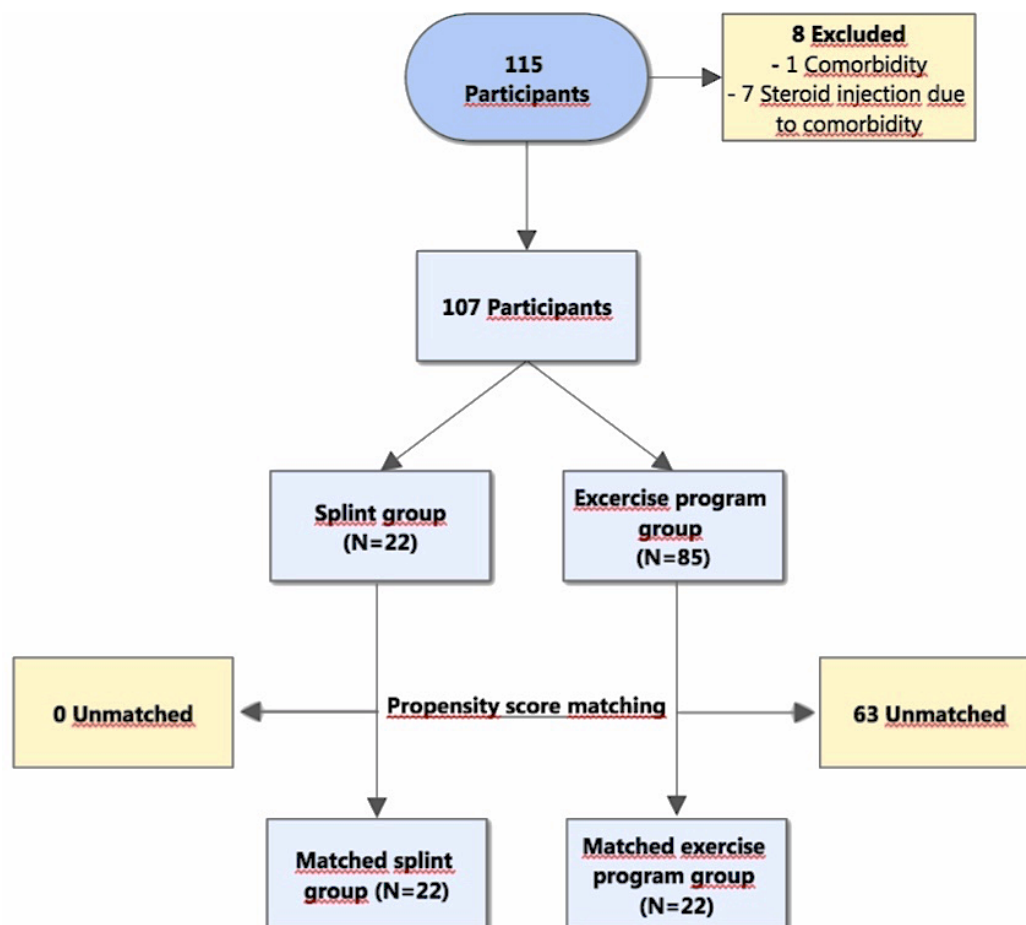 115
Participants
8 Excluded
- 1 Comorbidity
- 7 Steroid injection due
to comorbidity
107 Participants
Splint group
(N=22)
Excercise program
group
(N=85)
0 Unmatched
Propensity score matching
63 Unmatched
Matched splint
group (N=22)
Matched exercise
program group
(N=22)